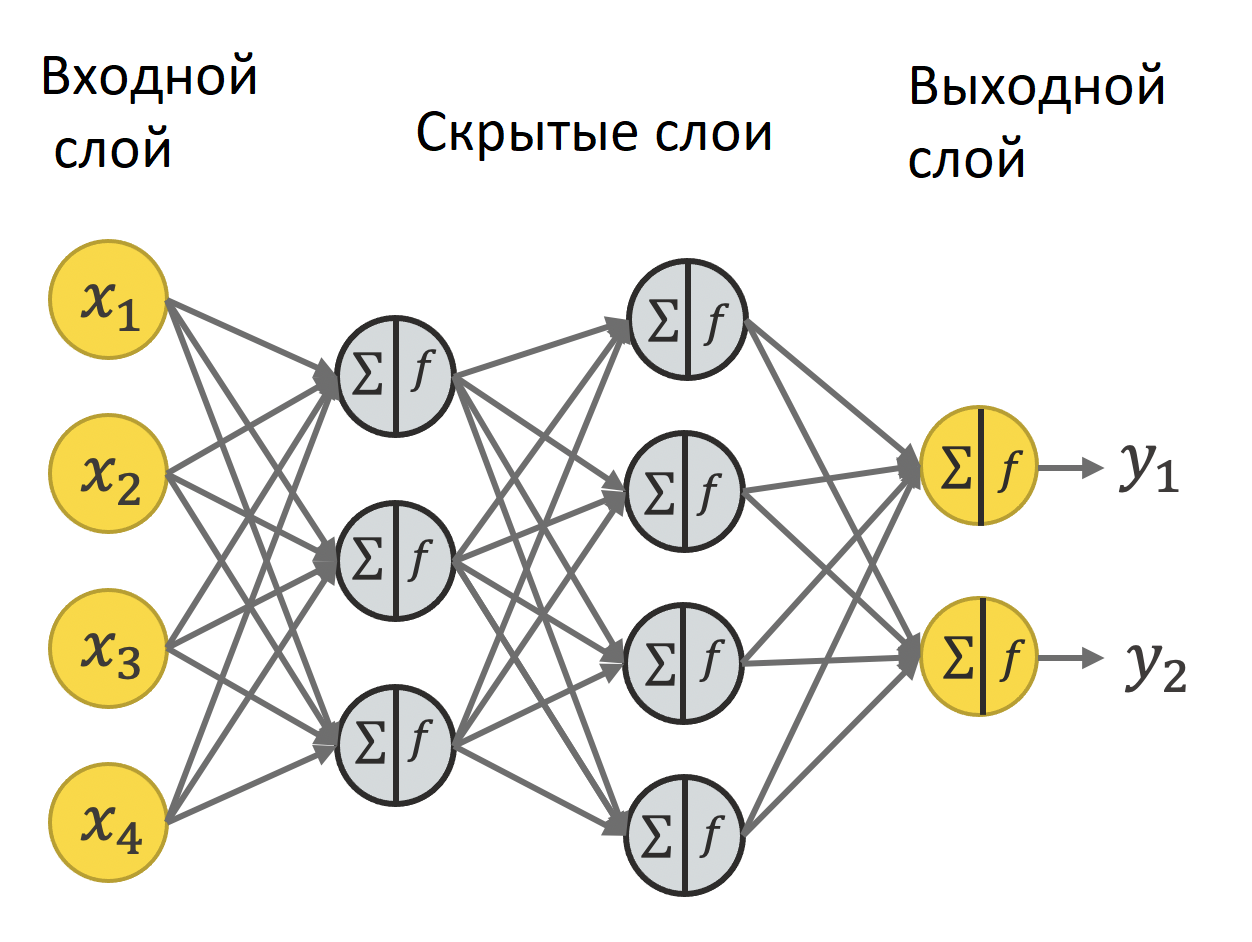 Входной
слой
Скрытые слои
Выходной
слой
x₁
x₂
x₃
x₄
Σ f
Σ f
Σ f
Σ f
Σ f
Σ f
Σ f
Σ f
y₁
Σ f
y₂